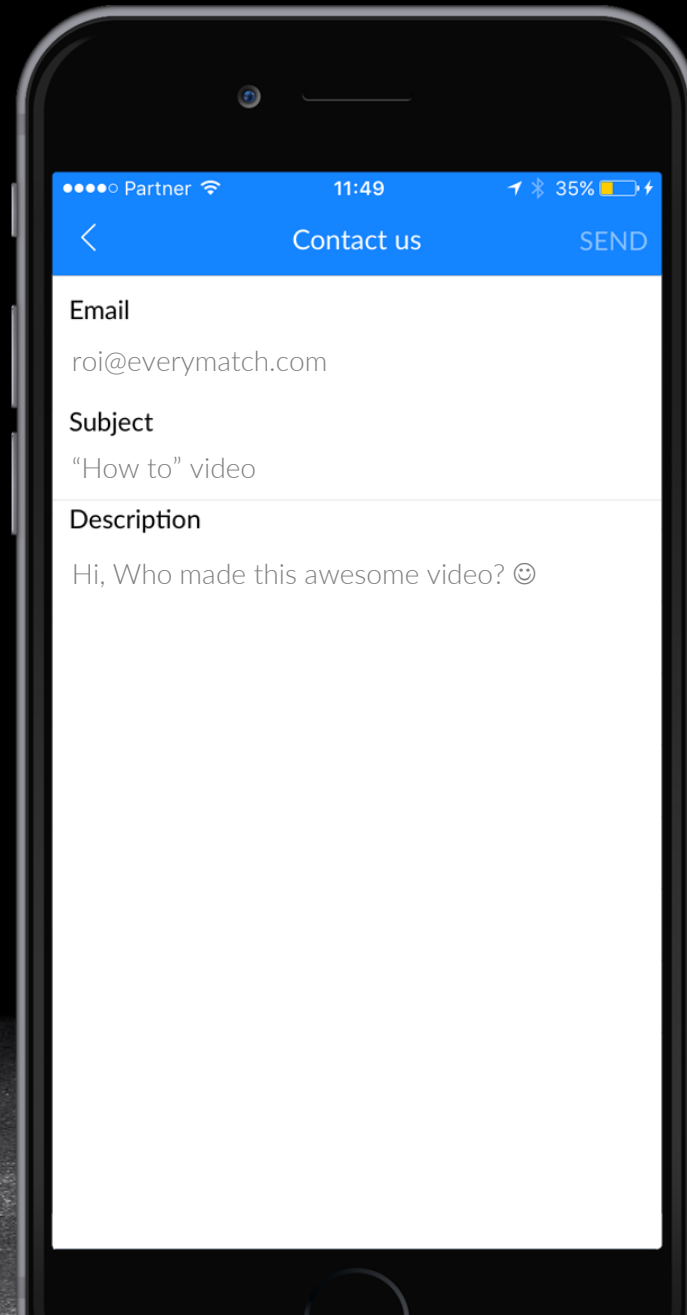 Partner 11:49 35%
Contact us SEND
Email
roi@everymatch.com
Subject
“How to” video
Description
Hi, Who made this awesome video? ☺